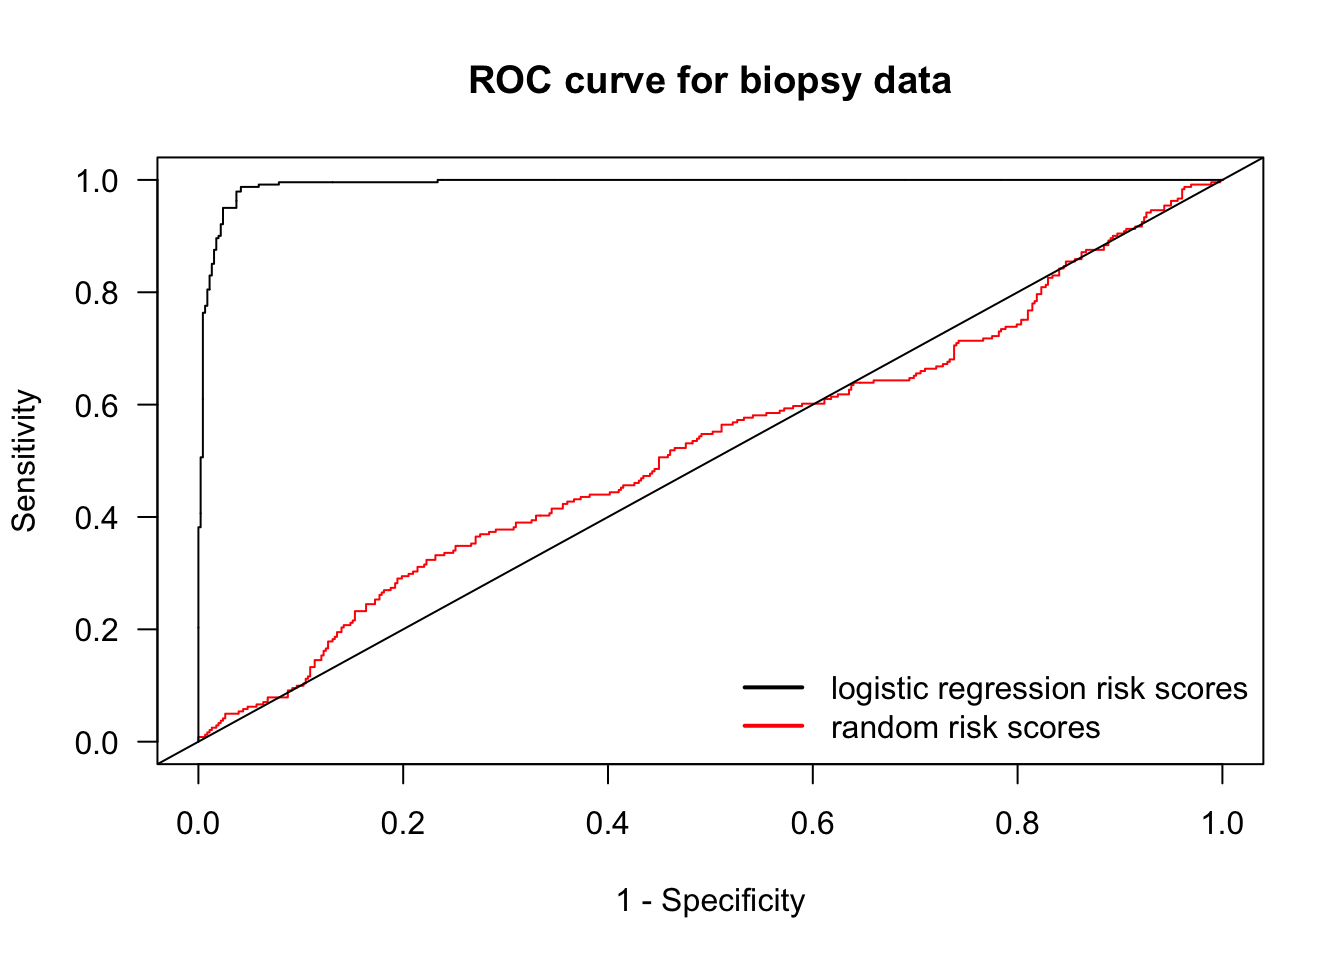 ROC curve for biopsy data
1.0
0.8
0.6
0.4
0.2
0.0
Sensitivity
logistic regression risk scores
random risk scores
0.0 0.2 0.4 0.6 0.8 1.0
1 - Specificity